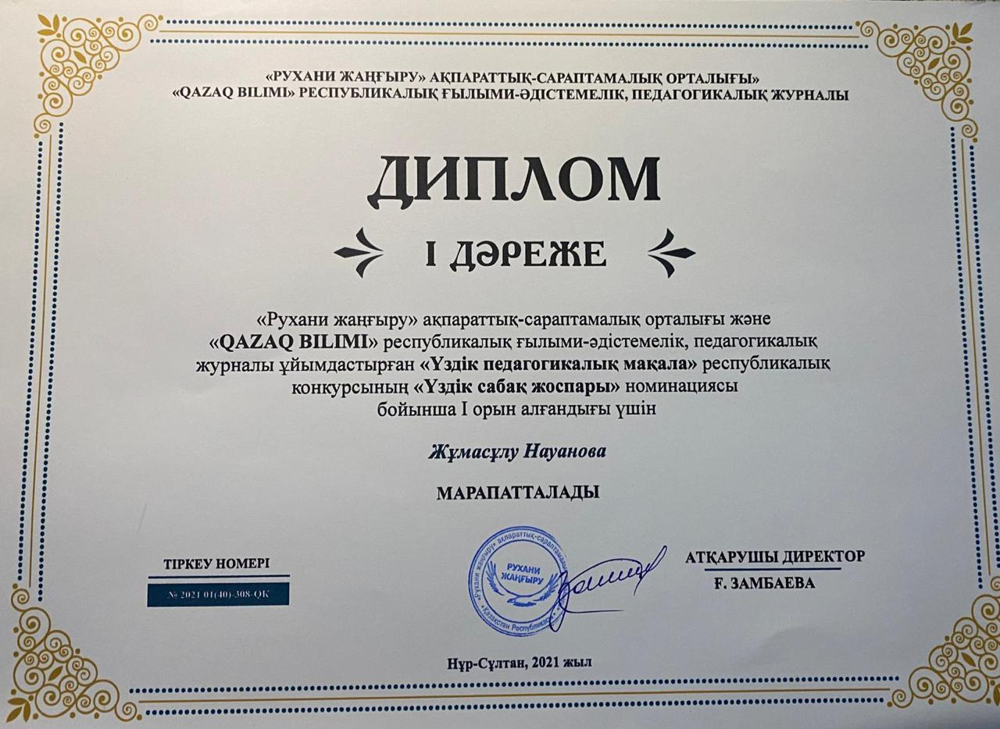 «РУХАНИ ЖАҢҒЫРУ» АҚПАРАТТЫҚ-САРАПТАМАЛЫҚ ОРТАЛЫҒЫ»
«QAZAQ BILIMI» РЕСПУБЛИКАЛЫҚ ҒЫЛЫМИ-ӘДІСТЕМЕЛІК, ПЕДАГОГИКАЛЫҚ ЖУРНАЛЫ
ДИПЛОМ
І ДӘРЕЖЕ
«Рухани жаңғыру» ақпараттық-сараптамалық орталығы және
«QAZAQ BILIMI» республикалық ғылыми-әдістемелік, педагогикалық
журналы ұйымдастырған «Үздік педагогикалық мақала» республикалық
конкурсының «Үздік сабақ жоспары» номинациясы
бойынша І орын алғандығы үшін
Жұмасұлу Науанова
МАРАПАТТАЛАДЫ
ТІРКЕУ НОМЕРІ
№ 2021 01(40)-308-QK
«Рухани жаңғыру» ақпараттық-сараптамалық
РУХАНИ
ЖАҢҒЫРУ
Қазақстан Республикасы
АТҚАРУШЫ ДИРЕКТОР
Ғ. ЗАМБАЕВА
Нұр-Сұлтан, 2021 жыл